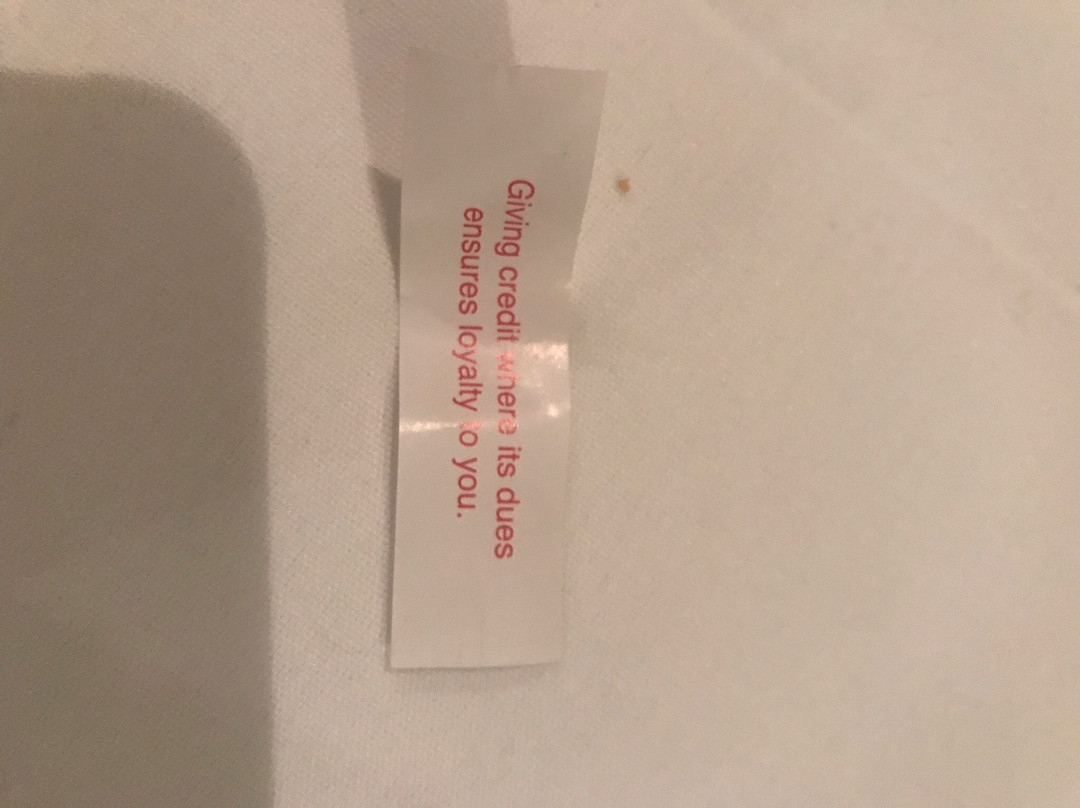 Giving credit where its dues
ensures loyalty to you.